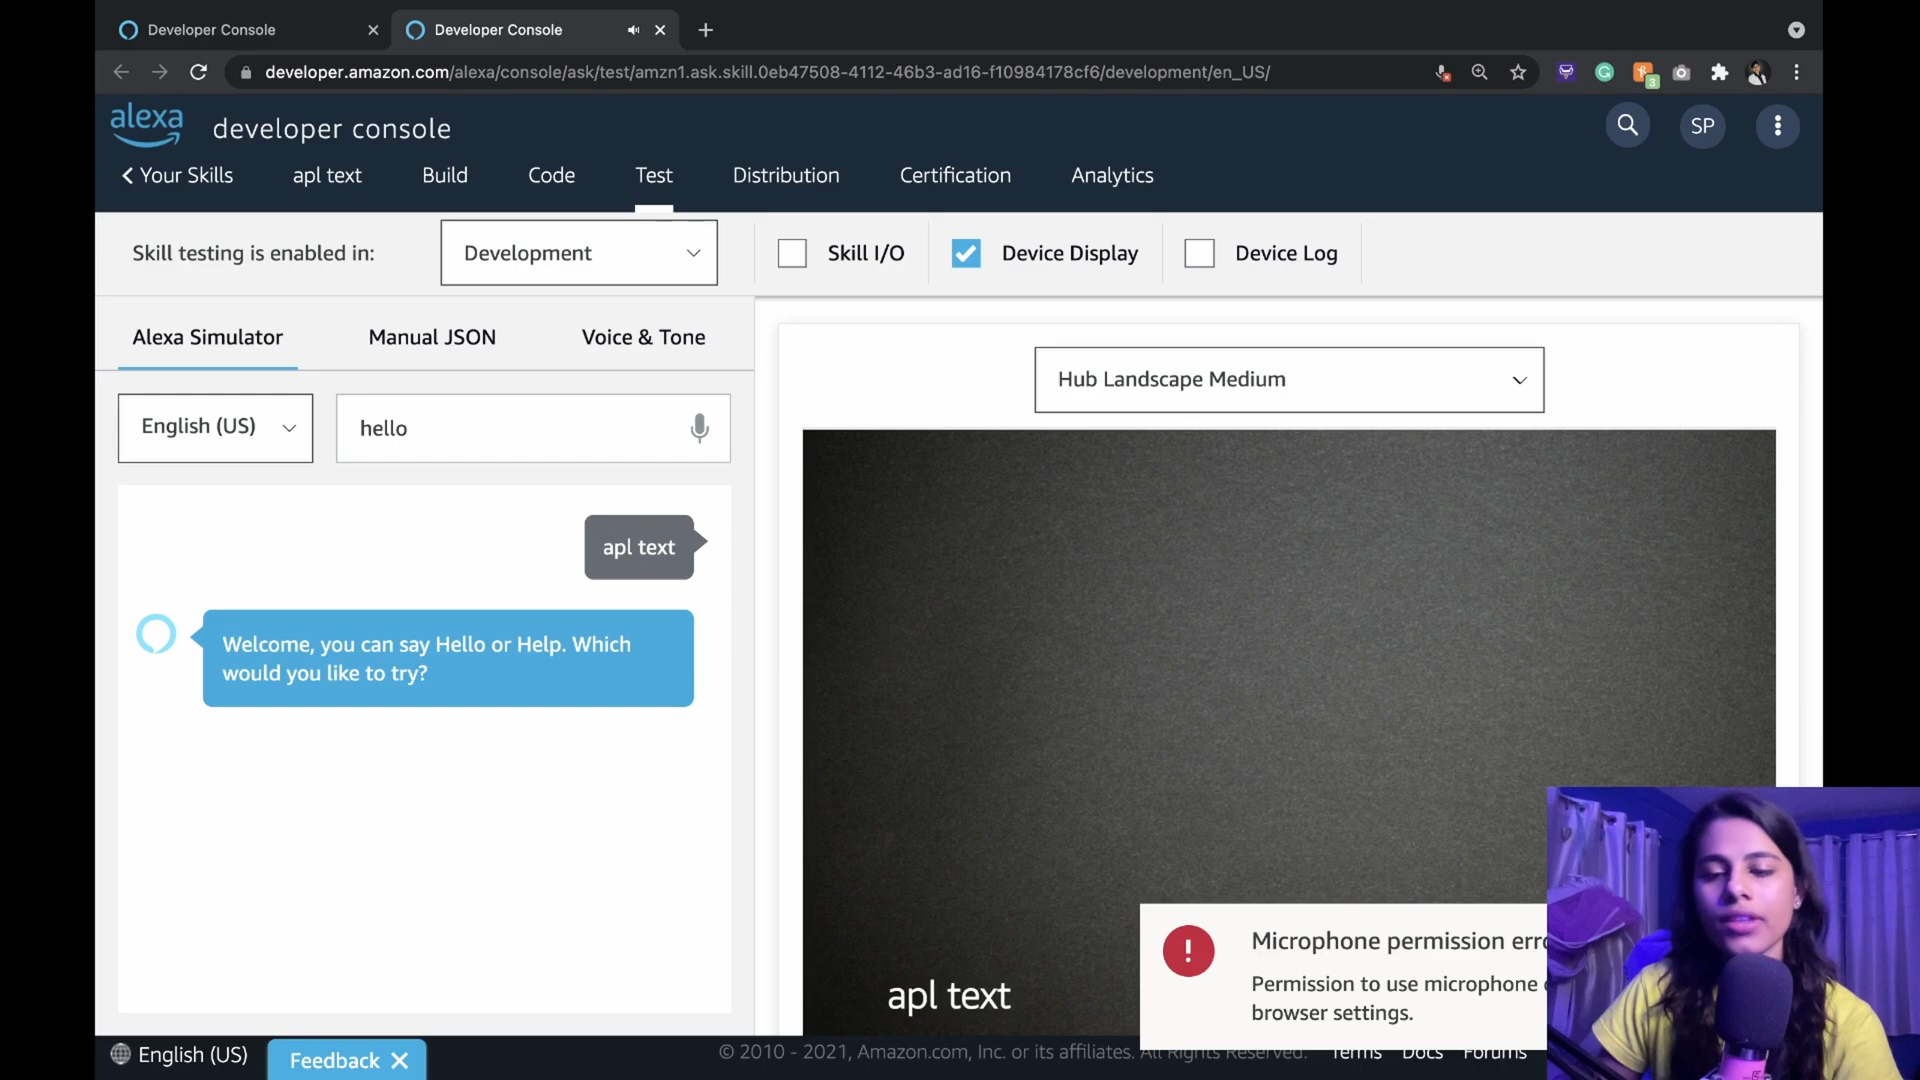 Developer Console
Developer Console
developer.amazon.com/alexa/console/ask/test/amzn1.ask.skill.0eb47508-4112-46b3-ad16-f10984178cf6/development/en_US/
3
alexa
developer console
SP
Your Skills
apl text
Build
Code
Test
Distribution
Certification
Analytics
Skill testing is enabled in:
Development
Skill I/O
Device Display
Device Log
Alexa Simulator
Manual JSON
Voice & Tone
Hub Landscape Medium
English (US)
hello
apl text
Welcome, you can say Hello or Help. Which
would you like to try?
apl text
Microphone permission
Permission to use microphone
browser settings.
English (US)
Feedback
© 2010 - 2021, Amazon.com, Inc. or its affiliates. All Rights Reserved.
Terms
Docs
Forums